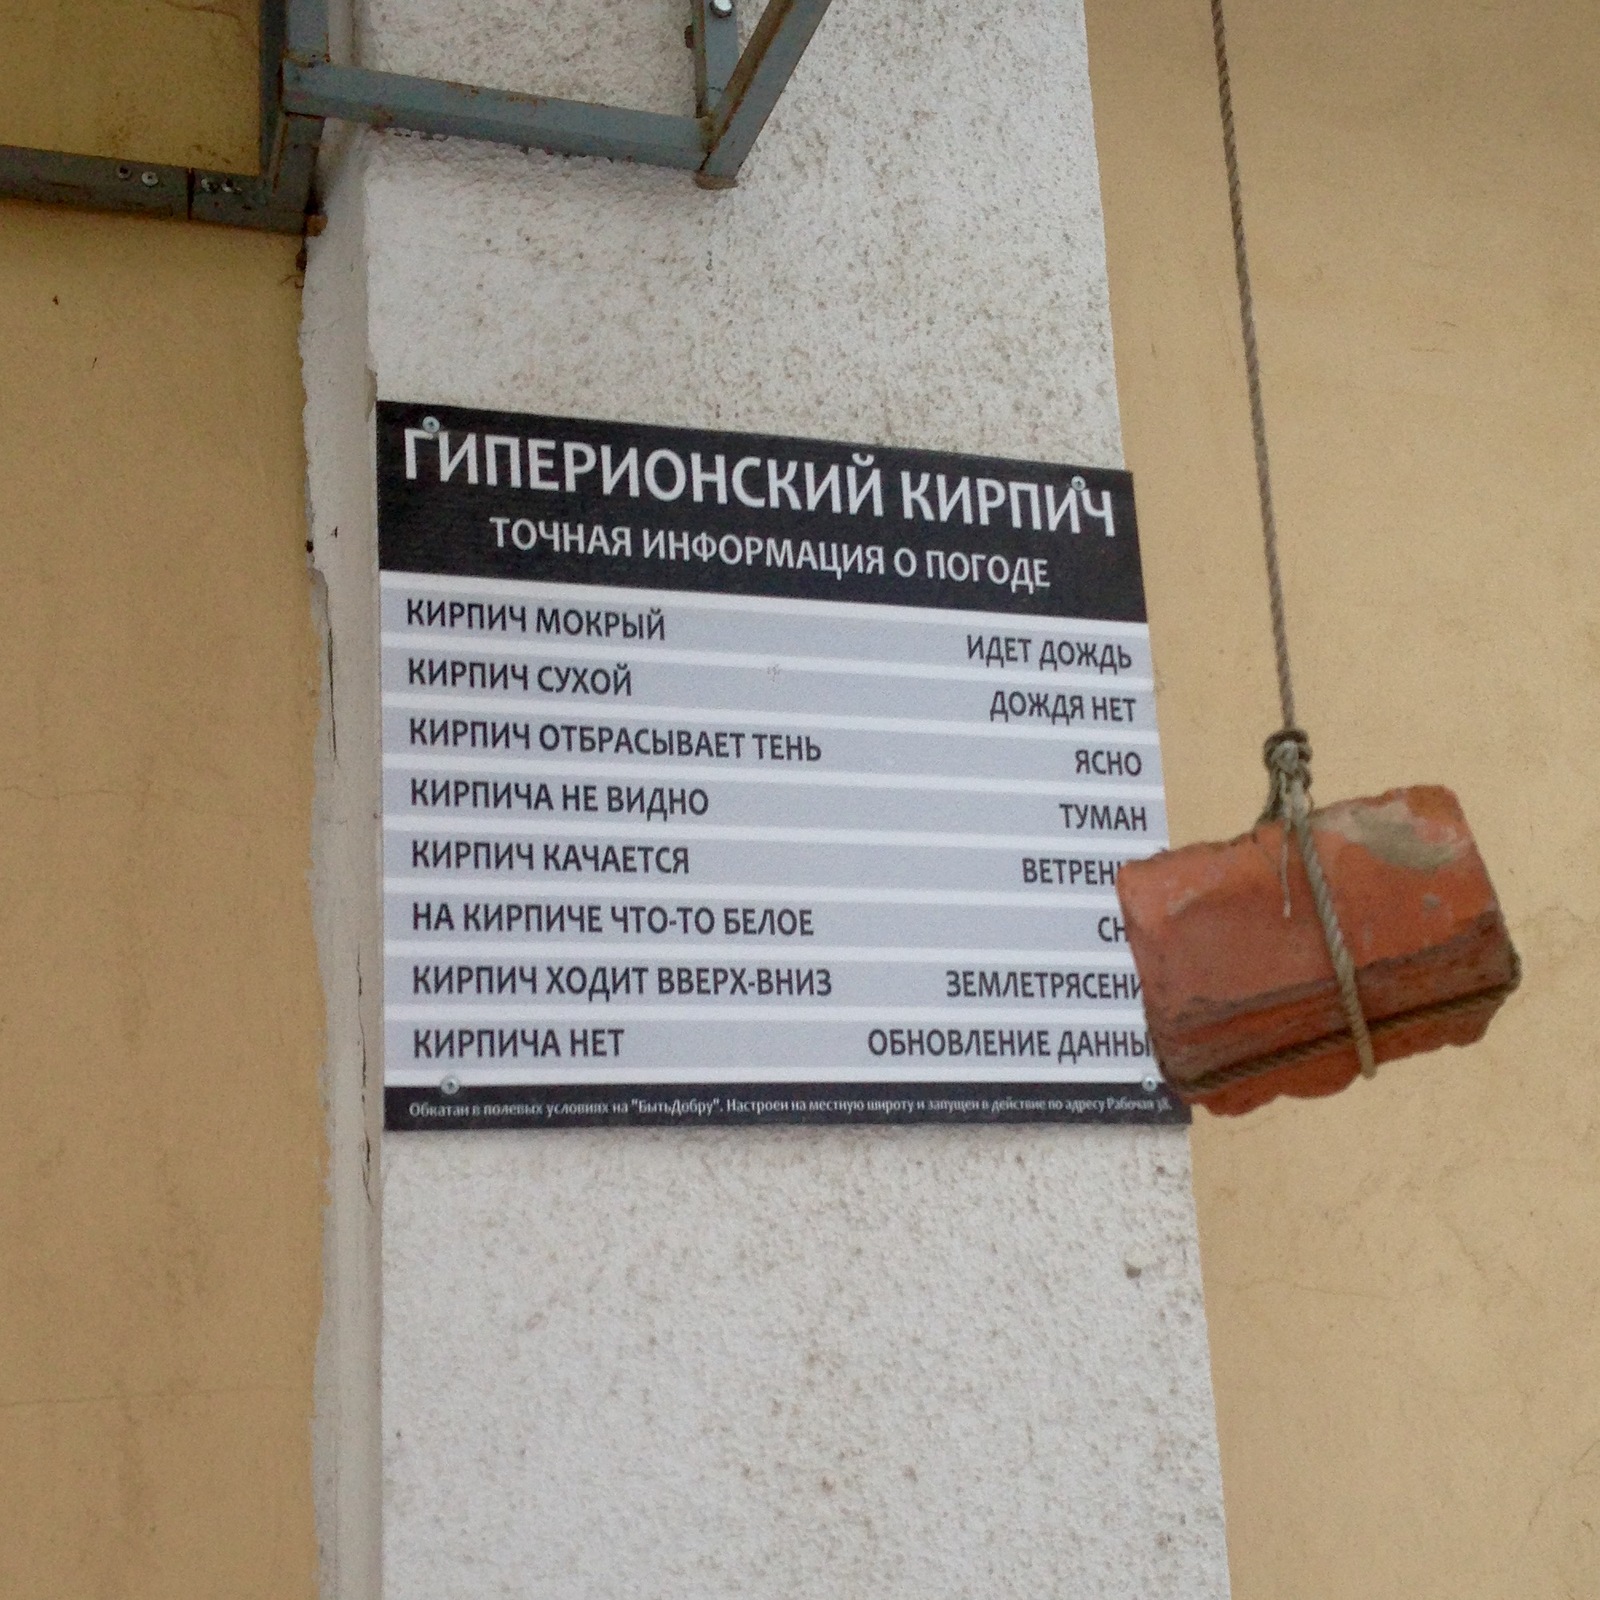 ГИПЕРИОНСКИЙ КИРПИЧ
ТОЧНАЯ ИНФОРМАЦИЯ О ПОГОДЕ
КИРПИЧ МОКРЫЙ ИДЕТ ДОЖДЬ
КИРПИЧ СУХОЙ ДОЖДЯ НЕТ
КИРПИЧ ОТБРАСЫВАЕТ ТЕНЬ ЯСНО
КИРПИЧА НЕ ВИДНО ТУМАН
КИРПИЧ КАЧАЕТСЯ
НА КИРПИЧЕ ЧТО-ТО БЕЛОЕ
КИРПИЧ ХОДИТ ВВЕРХ-ВНИЗ
КИРПИЧА НЕТ ОБНОВЛЕНИЕ
Обкатан в полевых условиях на "БытьДобру". Настроен на местную широту и запущен в действие по адресу Рабочая 38.